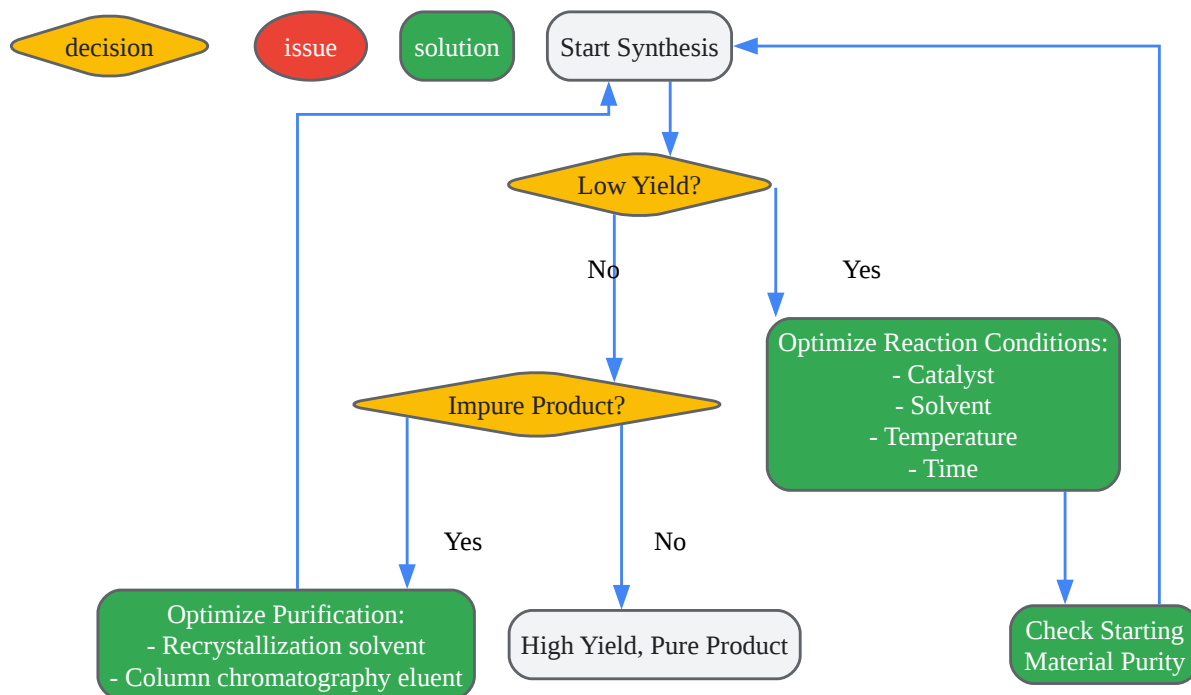 decision
issue
solution
Start Synthesis
Low Yield?
No
Yes
Optimize Reaction Conditions:
- Catalyst
- Solvent
- Temperature
- Time
Impure Product?
Yes
No
Optimize Purification:
- Recrystallization solvent
- Column chromatography eluent
High Yield, Pure Product
Check Starting
Material Purity